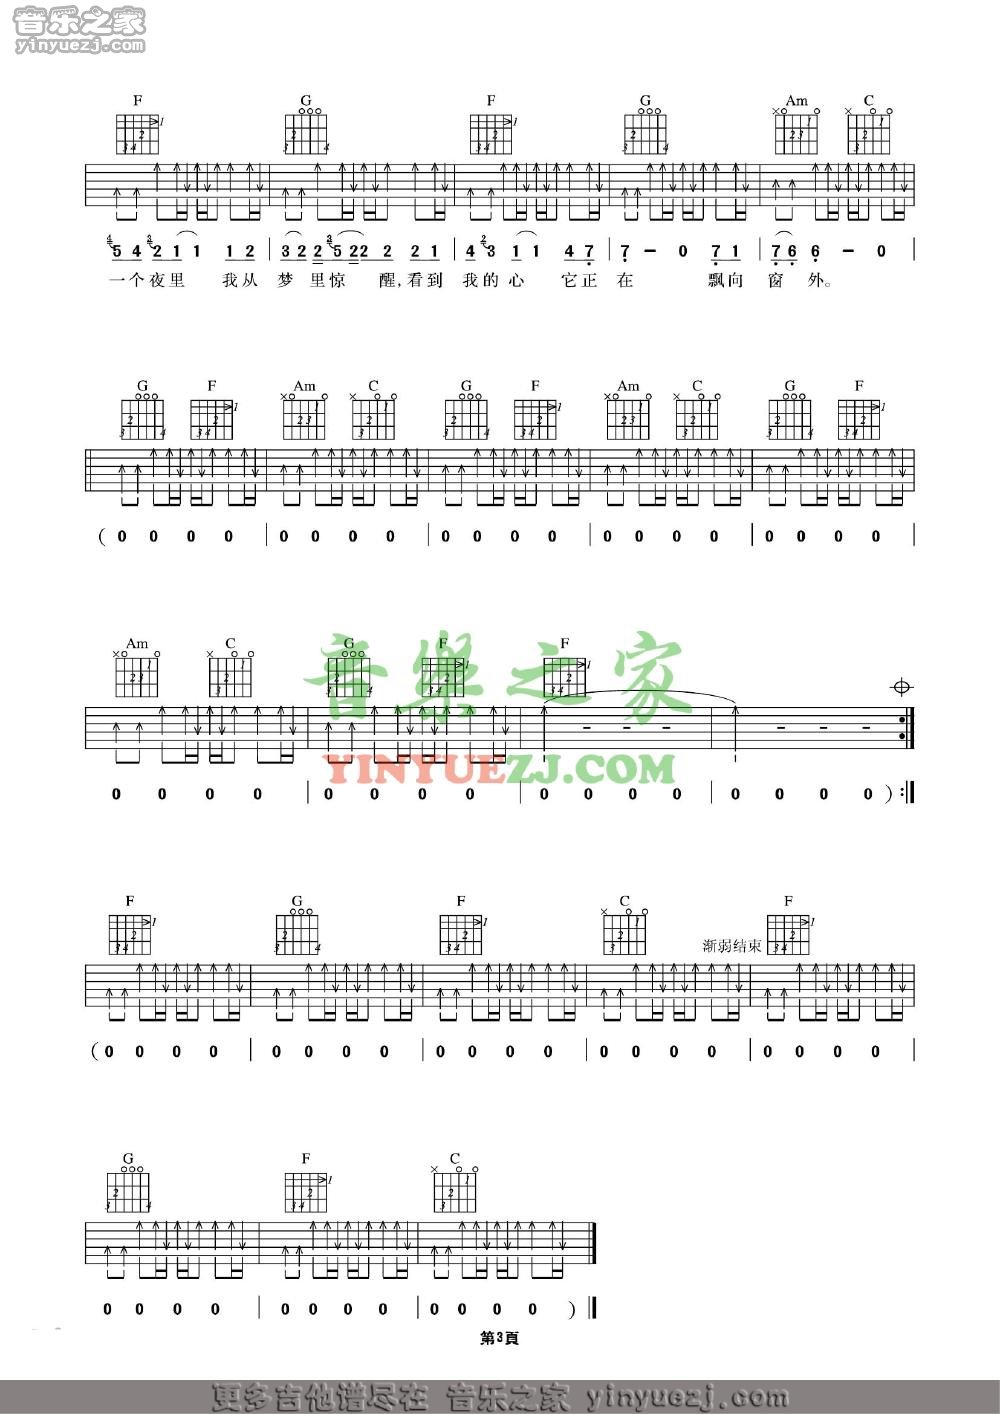 音乐之家
yinyuezj.com
F G F G Am C
5 4 2 1 1 1 2 | 3 2 2 5 2 2 2 2 1 | 4 3 1 1 4 7 | 7 - 0 7 1 | 7 6 6 - 0 |
一个夜里 我从 梦 里惊 醒,看到 我的心 它正 在 飘向 窗 外。
G F Am C G F Am C G F
( 0 0 0 0 | 0 0 0 0 | 0 0 0 0 | 0 0 0 0 | 0 0 0 0 |
Am C G F F
音樂之家
YINYUEZJ.COM
0 0 0 0 | 0 0 0 0 | 0 0 0 0 | 0 0 0 0 ) :||
F G F C F
渐弱结束
( 0 0 0 0 | 0 0 0 0 | 0 0 0 0 | 0 0 0 0 | 0 0 0 0 |
G F C
0 0 0 0 | 0 0 0 0 | 0 0 0 0 ) ||
第3頁
更多吉他谱尽在 音乐之家 yinyuezj.com